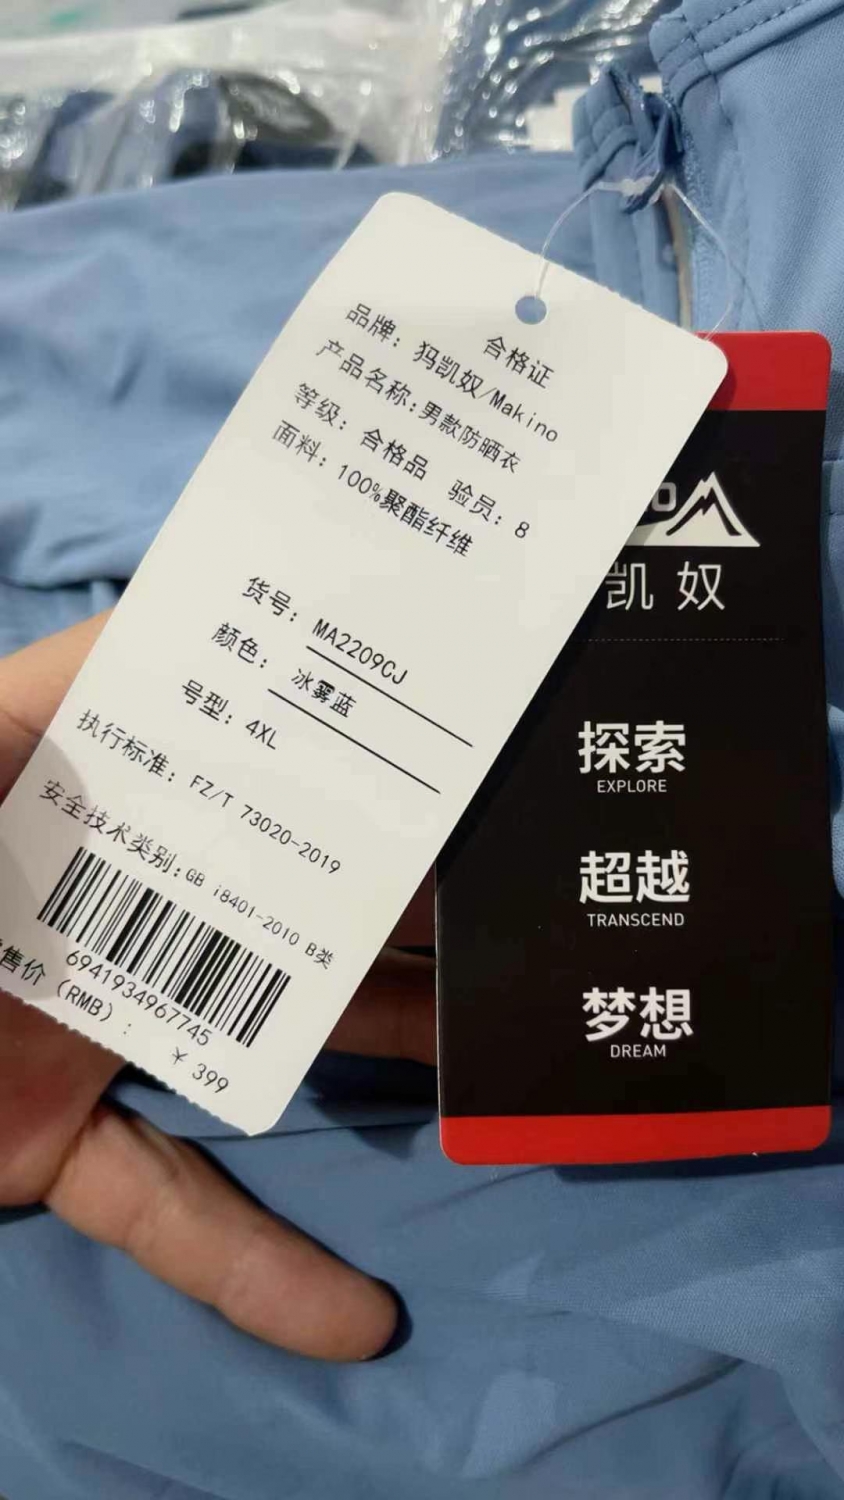 合格证
品牌：犸凯奴/Makino
产品名称：男款防晒衣
等级：合格品 验员：8
面料：100%聚酯纤维
货号：MA2209CJ
颜色：冰雾蓝
号型：4XL
执行标准：FZ/T 73020-2019
安全技术类别：GB i8401-2010 B类
6941934967745
售价（RMB）：
￥ 399
凯奴
探索
EXPLORE
超越
TRANSCEND
梦想
DREAM